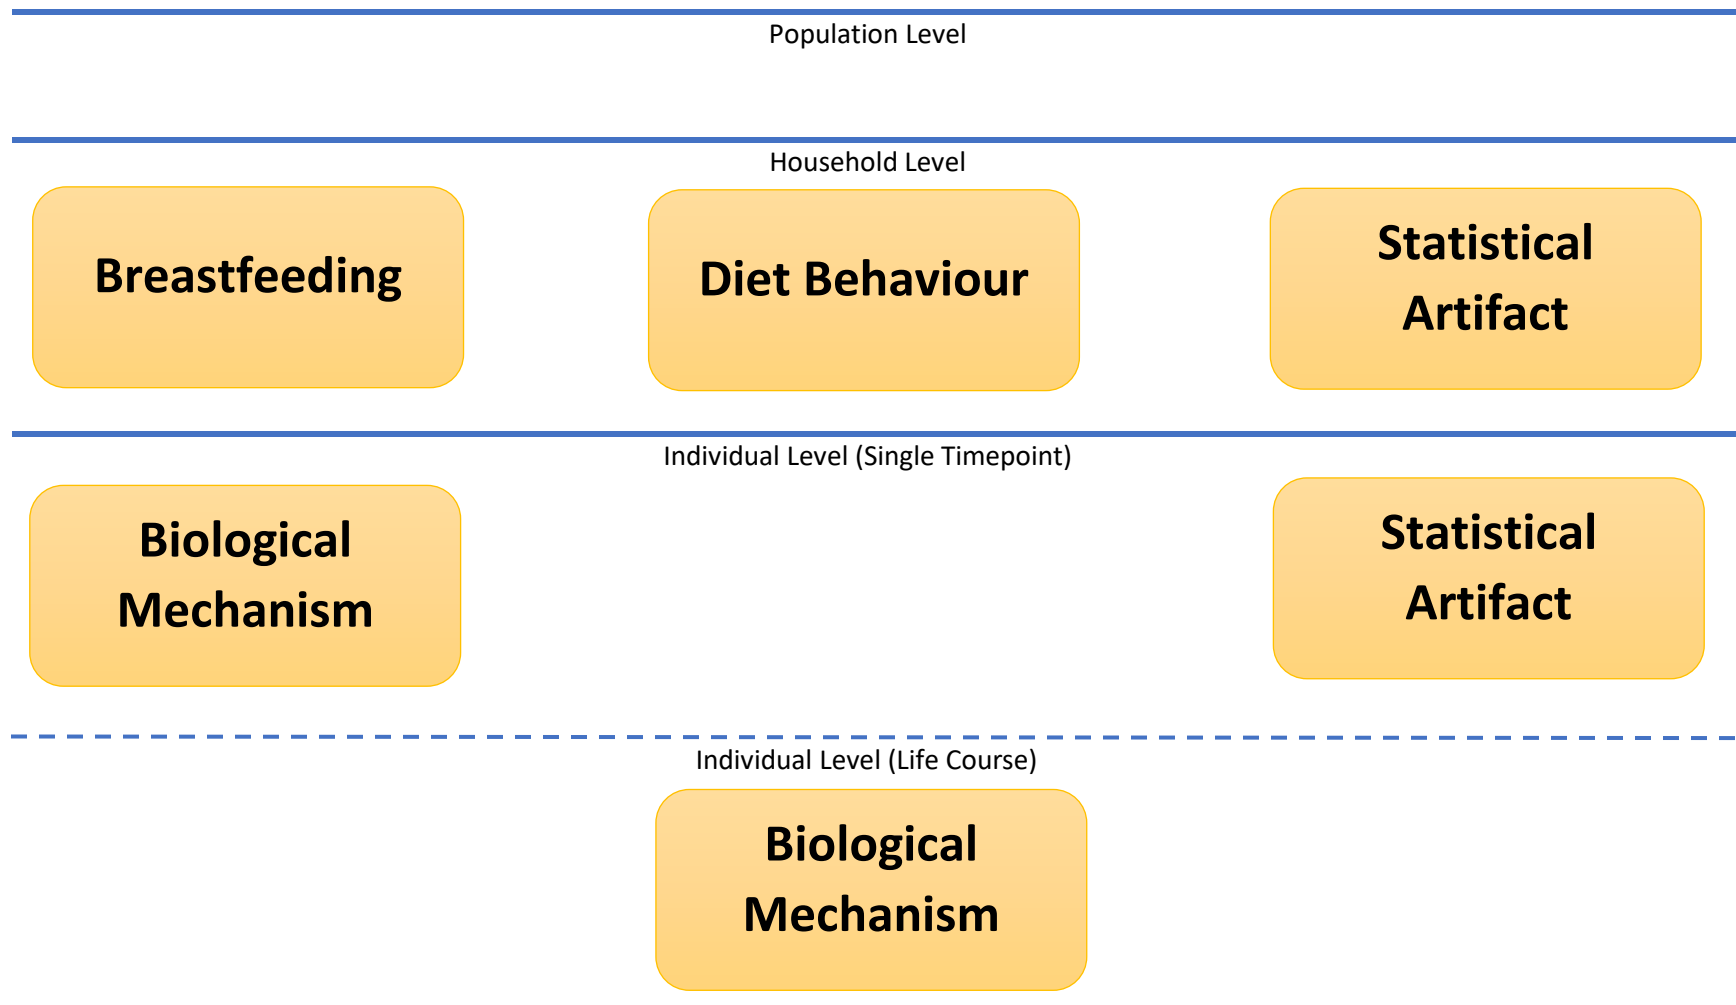 Population Level
Household Level
Breastfeeding
Diet Behaviour
Statistical
Artifact
Individual Level (Single Timepoint)
Biological
Mechanism
Statistical
Artifact
Individual Level (Life Course)
Biological
Mechanism